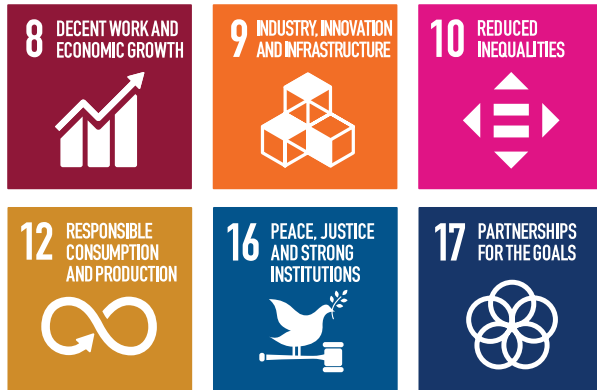 8 DECENT WORK AND
ECONOMIC GROWTH
9 INDUSTRY, INNOVATION
AND INFRASTRUCTURE
10 REDUCED
INEQUALITIES
12 RESPONSIBLE
CONSUMPTION
AND PRODUCTION
16 PEACE, JUSTICE
AND STRONG
INSTITUTIONS
17 PARTNERSHIPS
FOR THE GOALS